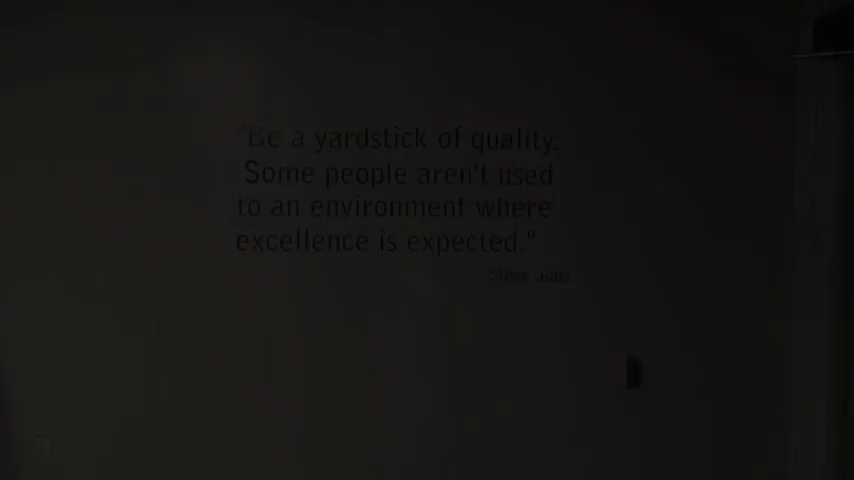 "Be a yardstick of quality.
Some people aren't used
to an environment where
excellence is expected."
Steve Jobs